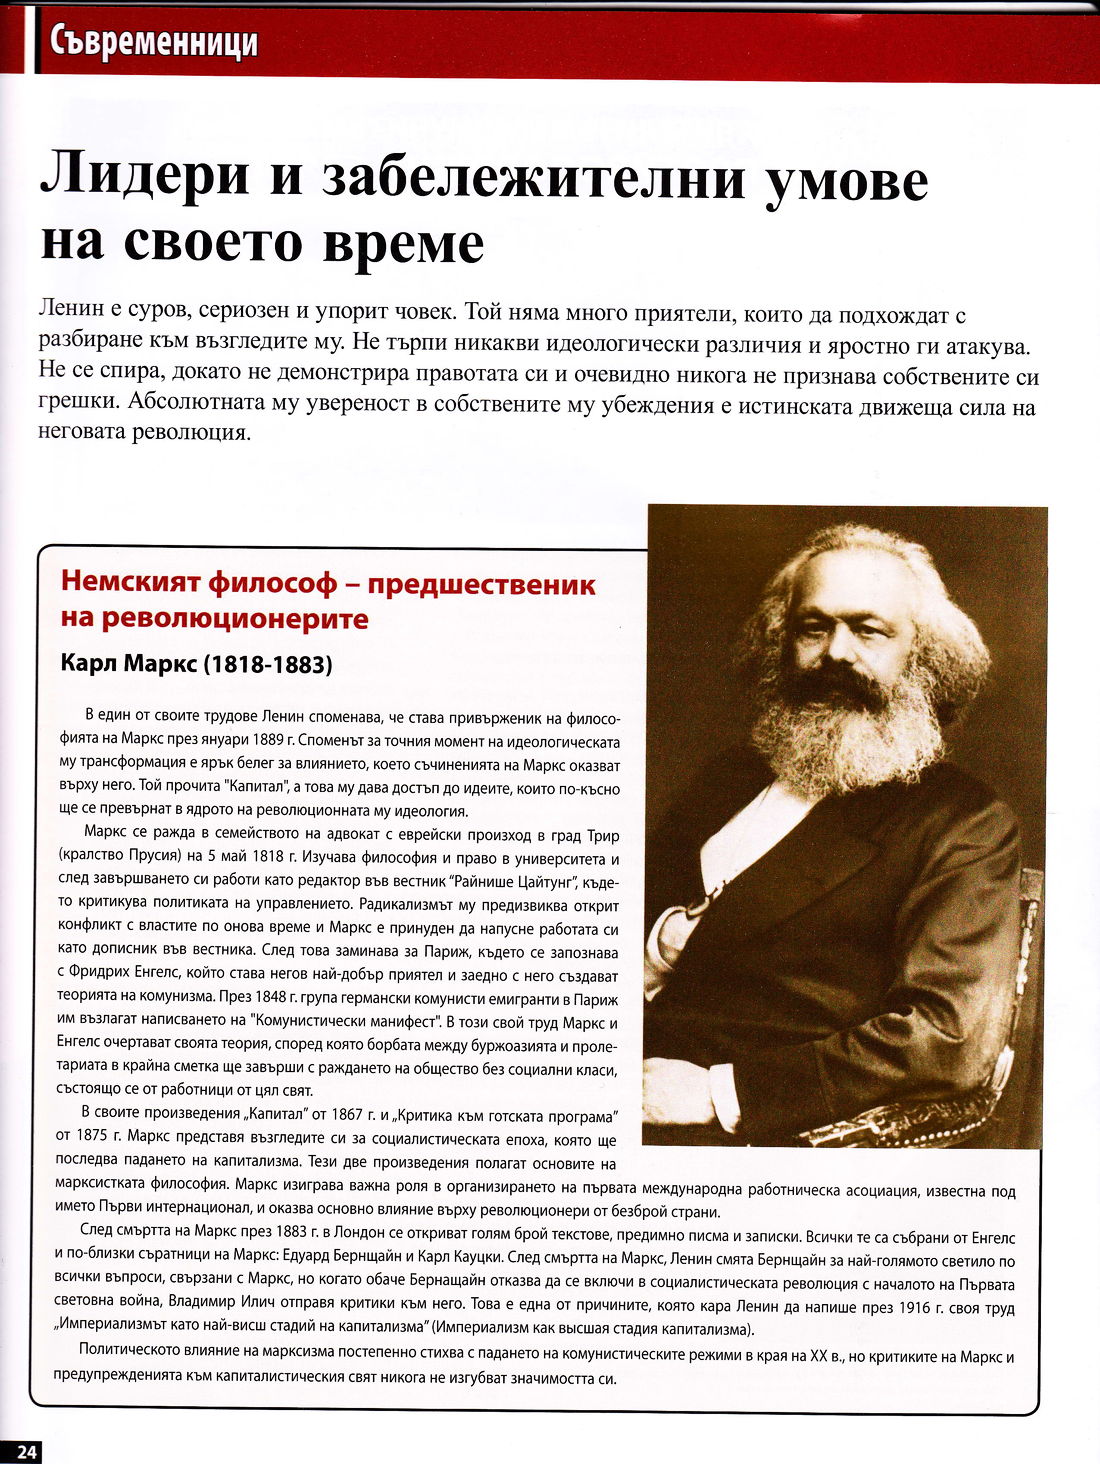 Съвременници
Лидери и забележителни умове
на своето време
Ленин е суров, сериозен и упорит човек. Той няма много приятели, които да подхождат с
разбиране към възгледите му. Не търпи никакви идеологически различия и яростно ги атакува.
Не се спира, докато не демонстрира правотата си и очевидно никога не признава собствените си
грешки. Абсолютната му увереност в собствените му убеждения е истинската движеща сила на
неговата революция.
Немският философ – предшественик
на революционерите
Карл Маркс (1818-1883)
В един от своите трудове Ленин споменава, че става привърженик на филосо-
фията на Маркс през януари 1889 г. Споменът за точния момент на идеологическата
му трансформация е ярък белег за влиянието, което съчиненията на Маркс оказват
върху него. Той прочита "Капитал", а това му дава достъп до идеите, които по-късно
ще се превърнат в ядрото на революционната му идеология.
Маркс се ражда в семейството на адвокат с еврейски произход в град Трир
(кралство Прусия) на 5 май 1818 г. Изучава философия и право в университета и
след завършването си работи като редактор във вестник “Райнише Цайтунг”, къде-
то критикува политиката на управлението. Радикализмът му предизвиква открит
конфликт с властите по онова време и Маркс е принуден да напусне работата си
като дописник във вестника. След това заминава за Париж, където се запознава
с Фридрих Енгелс, който става негов най-добър приятел и заедно с него създават
теорията на комунизма. През 1848 г. група германски комунисти емигранти в Париж
им възлагат написването на "Комунистически манифест". В този свой труд Маркс и
Енгелс очертават своята теория, според която борбата между буржоазията и проле-
тариата в крайна сметка ще завърши с раждането на общество без социални класи,
състоящо се от работници от цял свят.
В своите произведения „Капитал” от 1867 г. и „Критика към готската програма”
от 1875 г. Маркс представя възгледите си за социалистическата епоха, която ще
последва падането на капитализма. Тези две произведения полагат основите на
марксистката философия. Маркс изиграва важна роля в организирането на първата международна работническа асоциация, известна под
името Първи интернационал, и оказва основно влияние върху революционери от безброй страни.
След смъртта на Маркс през 1883 г. в Лондон се откриват голям брой текстове, предимно писма и записки. Всички те са събрани от Енгелс
и по-близки съратници на Маркс: Едуард Бернщайн и Карл Кауцки. След смъртта на Маркс, Ленин смята Бернщайн за най-голямото светило по
всички въпроси, свързани с Маркс, но когато обаче Бернащайн отказва да се включи в социалистическата революция с началото на Първата
световна война, Владимир Илич отправя критики към него. Това е една от причините, която кара Ленин да напише през 1916 г. своя труд
„Империализмът като най-висш стадий на капитализма” (Империализм как высшая стадия капитализма).
Политическото влияние на марксизма постепенно стихва с падането на комунистическите режими в края на XX в., но критиките на Маркс и
предупрежденията към капиталистическия свят никога не изгубват значимостта си.
24